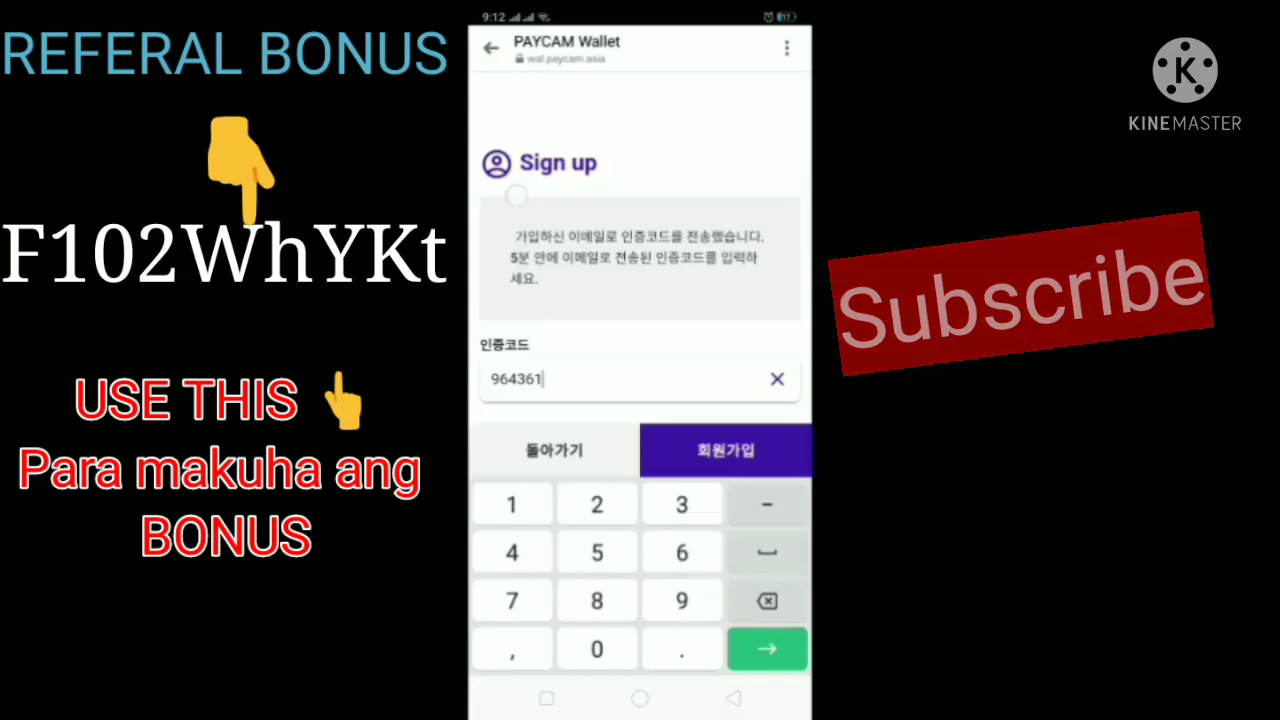 REFERAL BONUS
F102WhYKt
USE THIS
Para makuha ang
BONUS
9:12
17
PAYCAM Wallet
wal.paycam.asia
Sign up
가입하신 이메일로 인증코드를 전송했습니다.
5분 안에 이메일로 전송된 인증코드를 입력하
세요.
인증코드
964361
돌아가기
회원가입
1 2 3 -
4 5 6
7 8 9
, 0 .
K
KINEMASTER
Subscribe